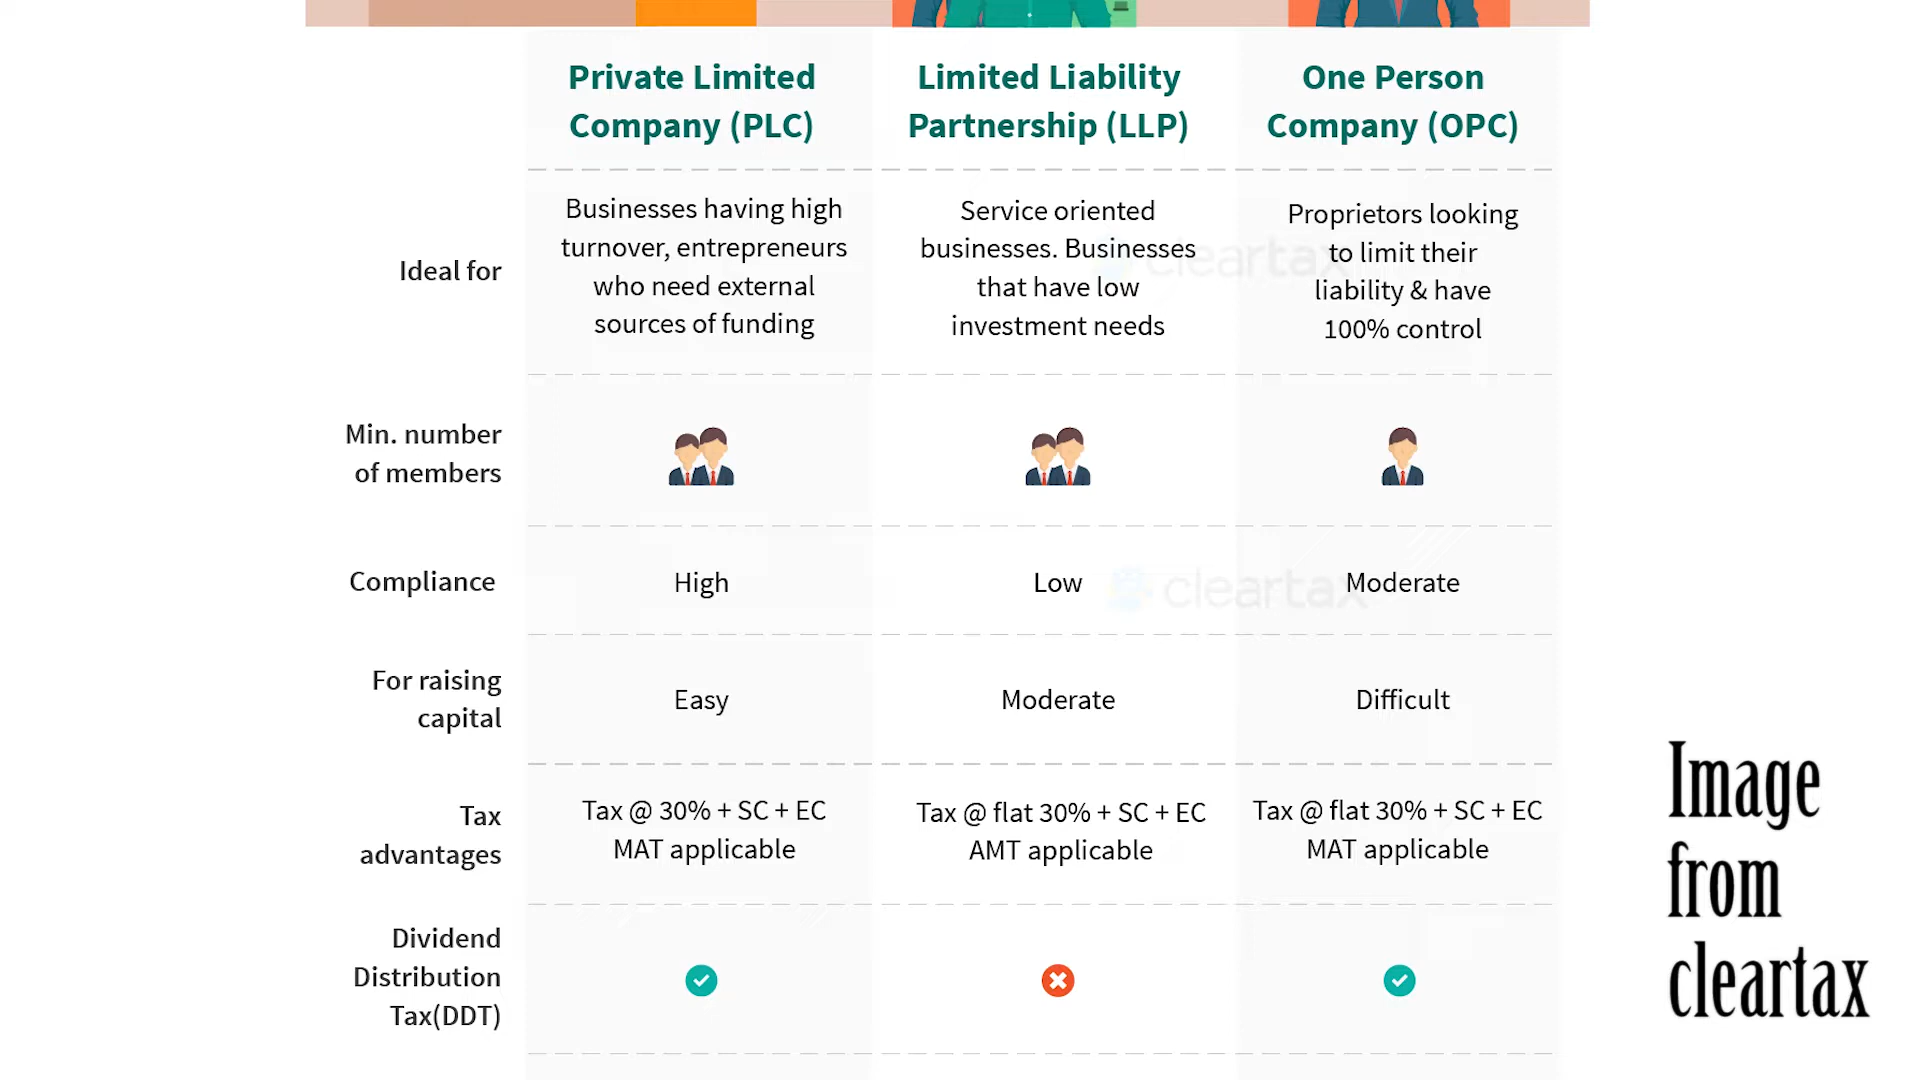 Private Limited
Company (PLC)
Limited Liability
Partnership (LLP)
One Person
Company (OPC)
Ideal for
Businesses having high
turnover, entrepreneurs
who need external
sources of funding
Service oriented
businesses. Businesses
that have low
investment needs
Proprietors looking
to limit their
liability & have
100% control
Min. number
of members
Compliance
High
Low
Moderate
For raising
capital
Easy
Moderate
Difficult
Tax
advantages
Tax @ 30% + SC + EC
MAT applicable
Tax @ flat 30% + SC + EC
AMT applicable
Tax @ flat 30% + SC + EC
MAT applicable
Dividend
Distribution
Tax(DDT)
Image
from
cleartax
cleartax
cleartax